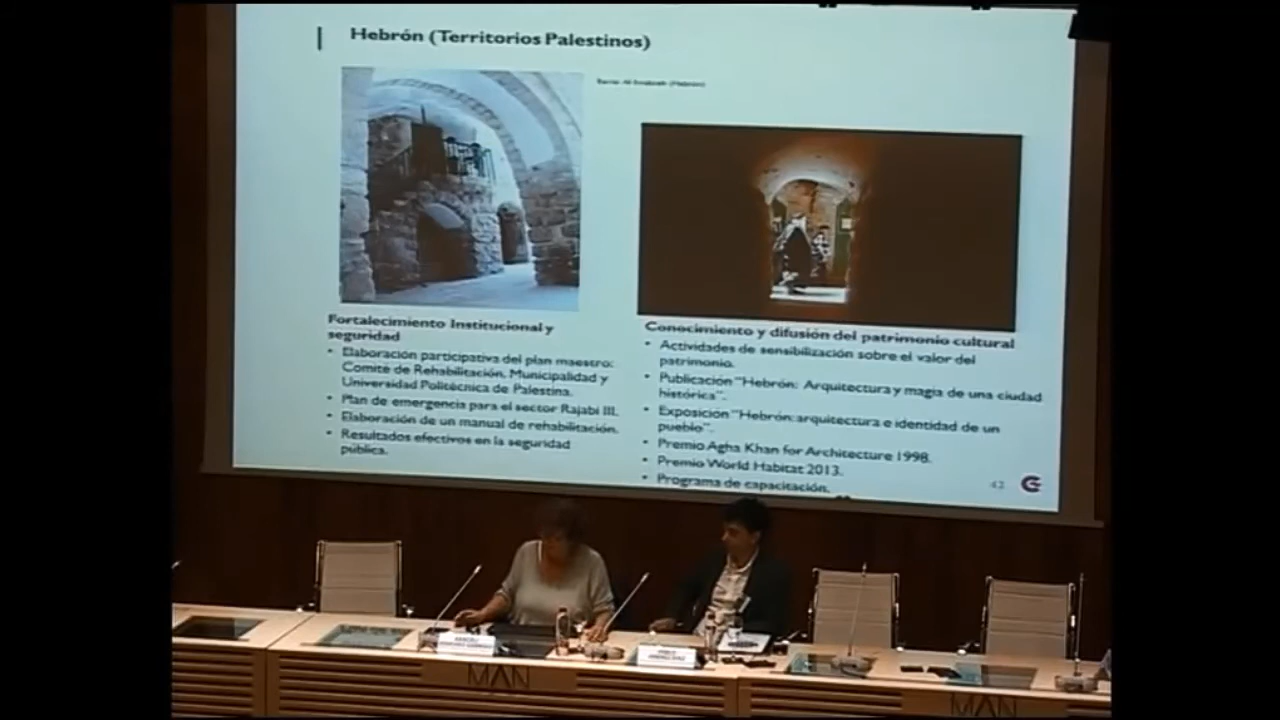 Hebrón (Territorios Palestinos)
Fortalecimiento Institucional y
seguridad
• Elaboración participativa del plan maestro:
Comité de Rehabilitación, Municipalidad y
Universidad Politécnica de Palestina.
• Plan de emergencia para el sector Rajabi III.
• Elaboración de un manual de rehabilitación.
• Resultados efectivos en la seguridad
pública.
Conocimiento y difusión del patrimonio cultural
• Actividades de sensibilización sobre el valor del
patrimonio.
• Publicación "Hebrón: Arquitectura y magia de una ciudad
histórica".
• Exposición "Hebrón: arquitectura e identidad de un
pueblo".
• Premio Agha Khan for Architecture 1998.
• Premio World Habitat 2013.
• Programa de capacitación.
42
MAN
MAN